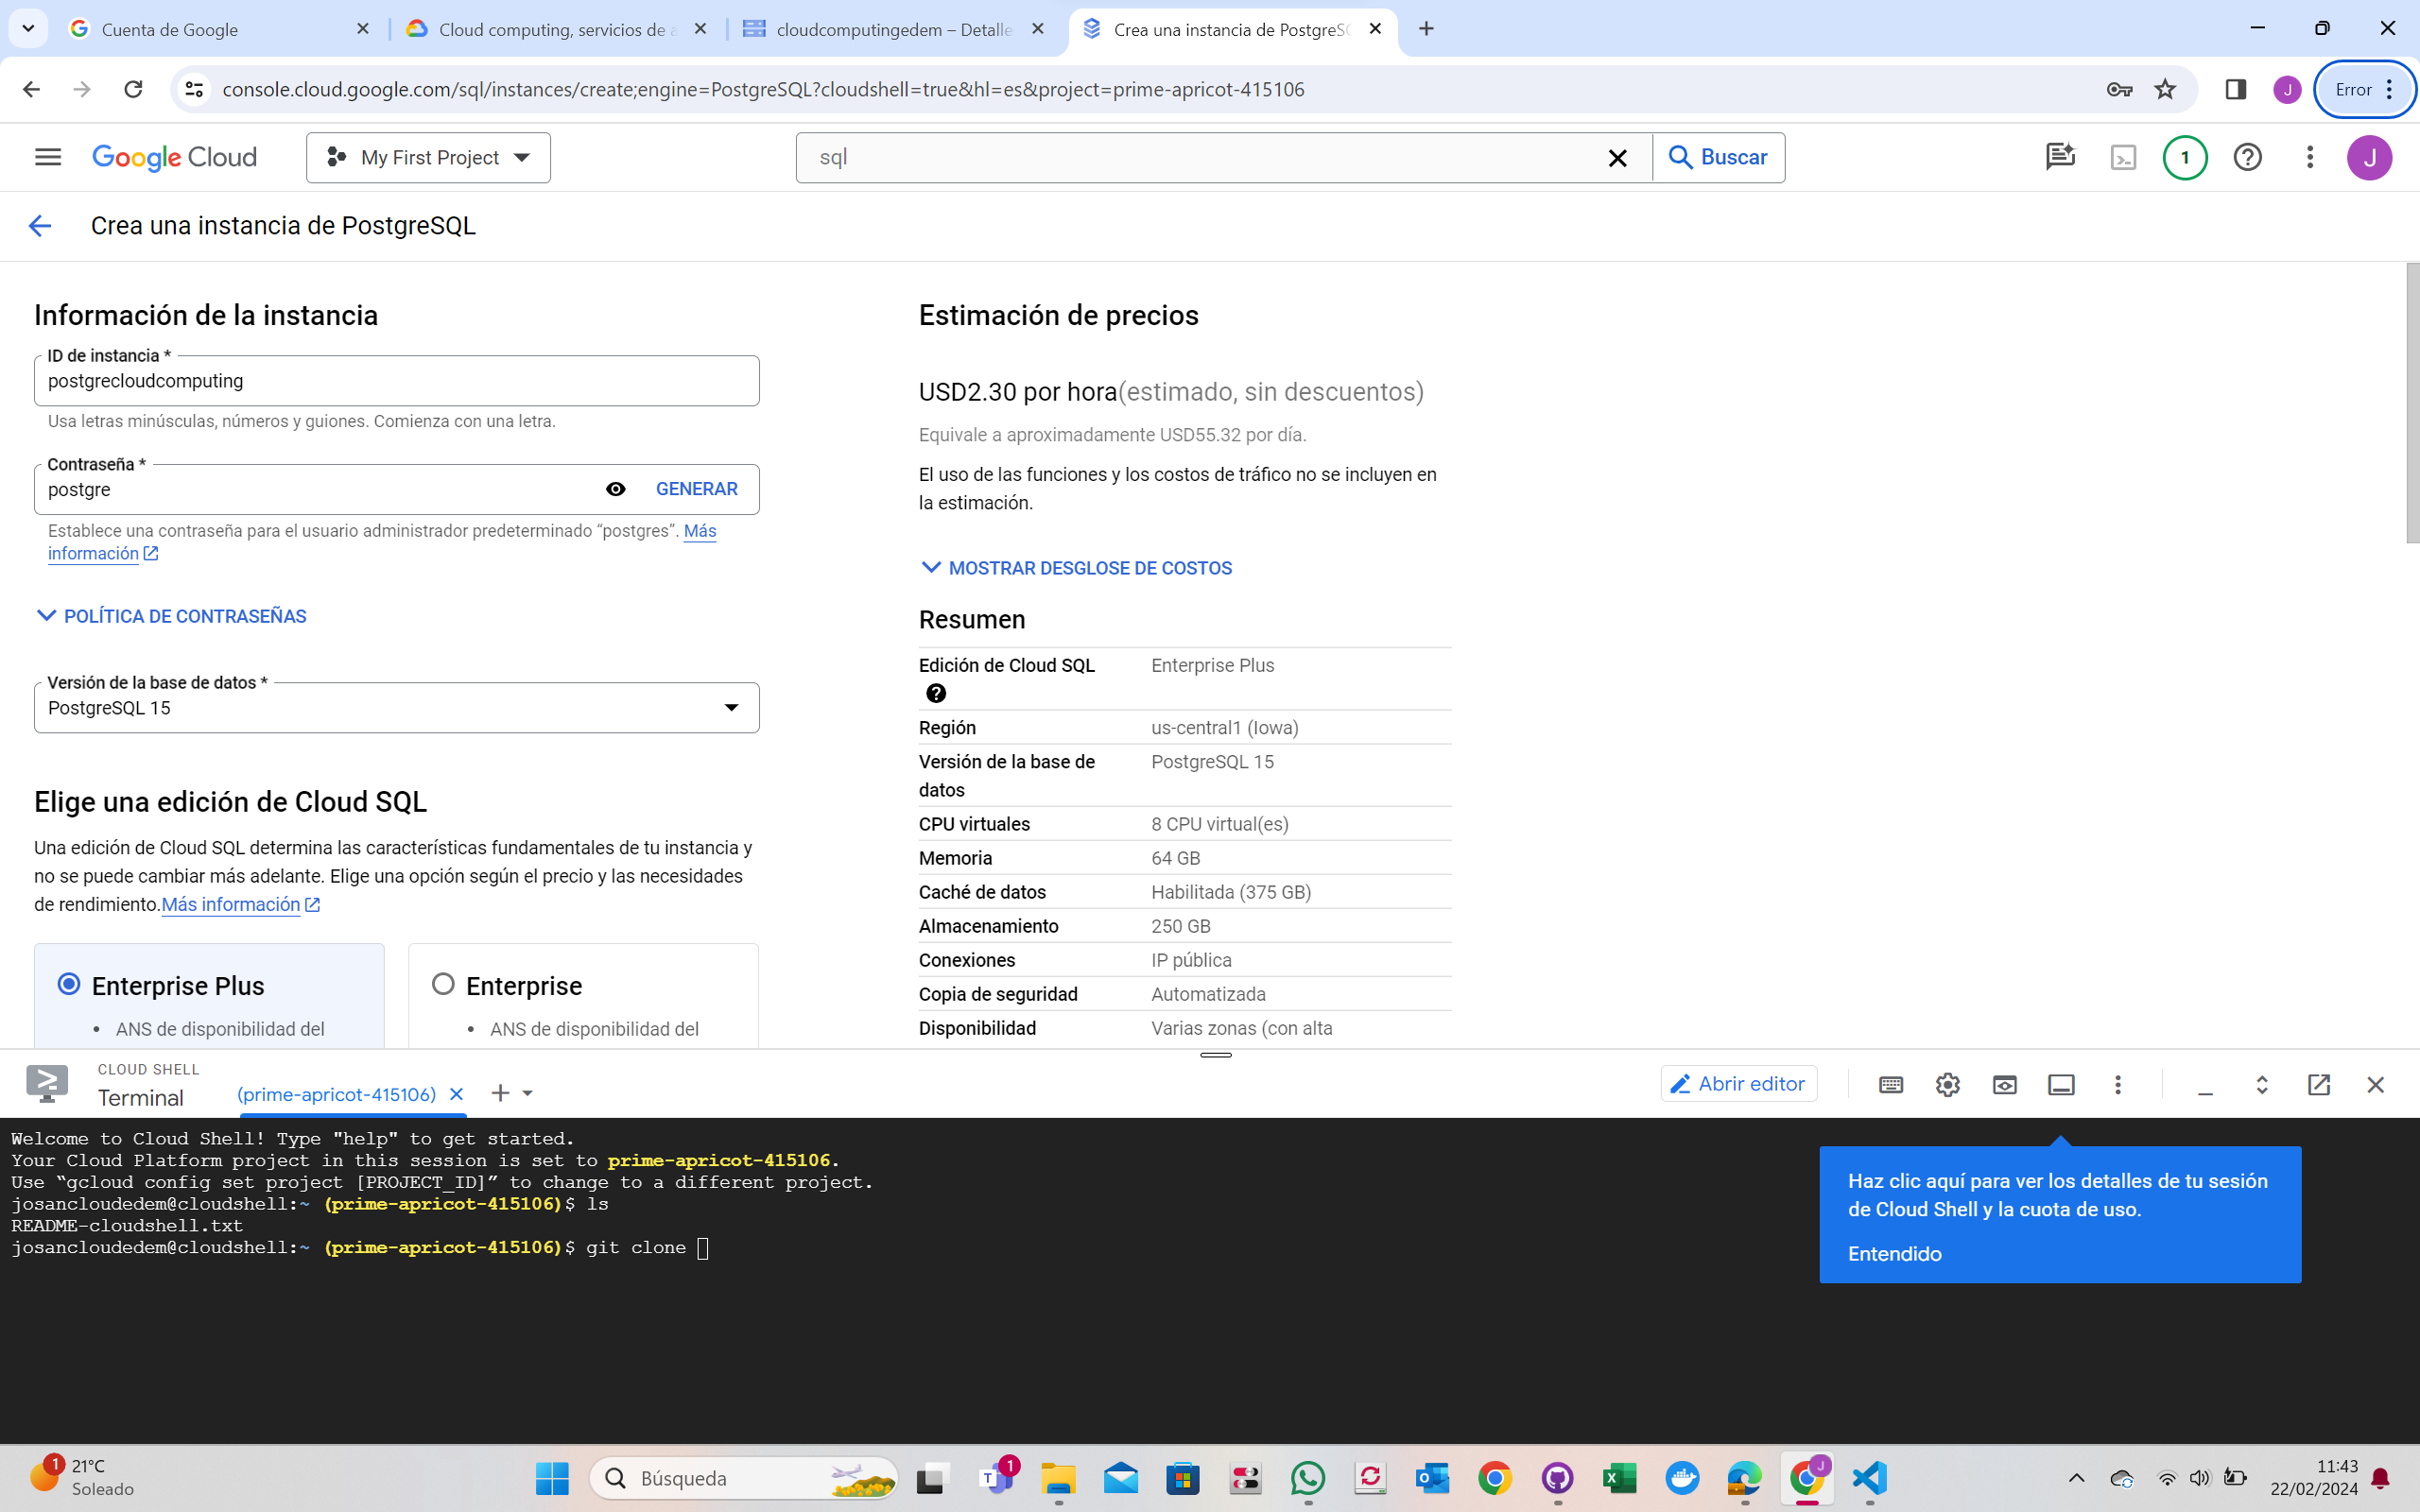 Cuenta de Google
Cloud computing, servicios de a
cloudcomputingedem – Detalle
Crea una instancia de PostgreSQ
console.cloud.google.com/sql/instances/create;engine=PostgreSQL?cloudshell=true&hl=es&project=prime-apricot-415106
J
Error
Google Cloud
My First Project
sql
Buscar
1
J
Crea una instancia de PostgreSQL
Información de la instancia
ID de instancia *
postgrecloudcomputing
Usa letras minúsculas, números y guiones. Comienza con una letra.
Contraseña *
postgre
GENERAR
Establece una contraseña para el usuario administrador predeterminado “postgres”. Más
información
POLÍTICA DE CONTRASEÑAS
Versión de la base de datos *
PostgreSQL 15
Elige una edición de Cloud SQL
Una edición de Cloud SQL determina las características fundamentales de tu instancia y
no se puede cambiar más adelante. Elige una opción según el precio y las necesidades
de rendimiento.Más información
Enterprise Plus
• ANS de disponibilidad del
Enterprise
• ANS de disponibilidad del
Estimación de precios
USD2.30 por hora(estimado, sin descuentos)
Equivale a aproximadamente USD55.32 por día.
El uso de las funciones y los costos de tráfico no se incluyen en
la estimación.
MOSTRAR DESGLOSE DE COSTOS
Resumen
Edición de Cloud SQL Enterprise Plus
Región us-central1 (Iowa)
Versión de la base de PostgreSQL 15
datos
CPU virtuales 8 CPU virtual(es)
Memoria 64 GB
Caché de datos Habilitada (375 GB)
Almacenamiento 250 GB
Conexiones IP pública
Copia de seguridad Automatizada
Disponibilidad Varias zonas (con alta
CLOUD SHELL
Terminal
(prime-apricot-415106)
Abrir editor
Welcome to Cloud Shell! Type "help" to get started.
Your Cloud Platform project in this session is set to prime-apricot-415106.
Use “gcloud config set project [PROJECT_ID]” to change to a different project.
josancloudedem@cloudshell:~ (prime-apricot-415106)$ ls
README-cloudshell.txt
josancloudedem@cloudshell:~ (prime-apricot-415106)$ git clone
Haz clic aquí para ver los detalles de tu sesión
de Cloud Shell y la cuota de uso.
Entendido
1
21°C
Soleado
Búsqueda
1
J
11:43
22/02/2024